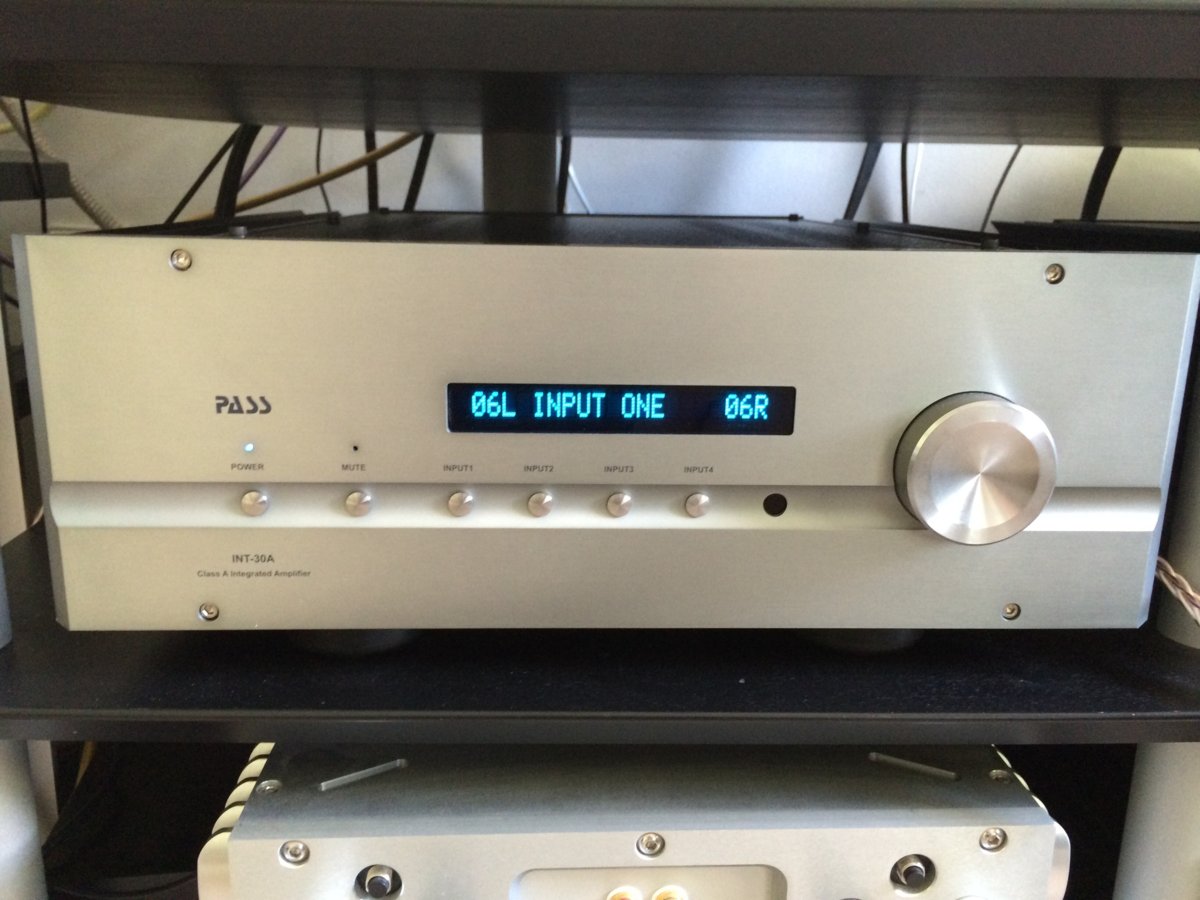 PASS
06L INPUT ONE 06R
POWER MUTE INPUT1 INPUT2 INPUT3 INPUT4
INT-30A
Class A Integrated Amplifier